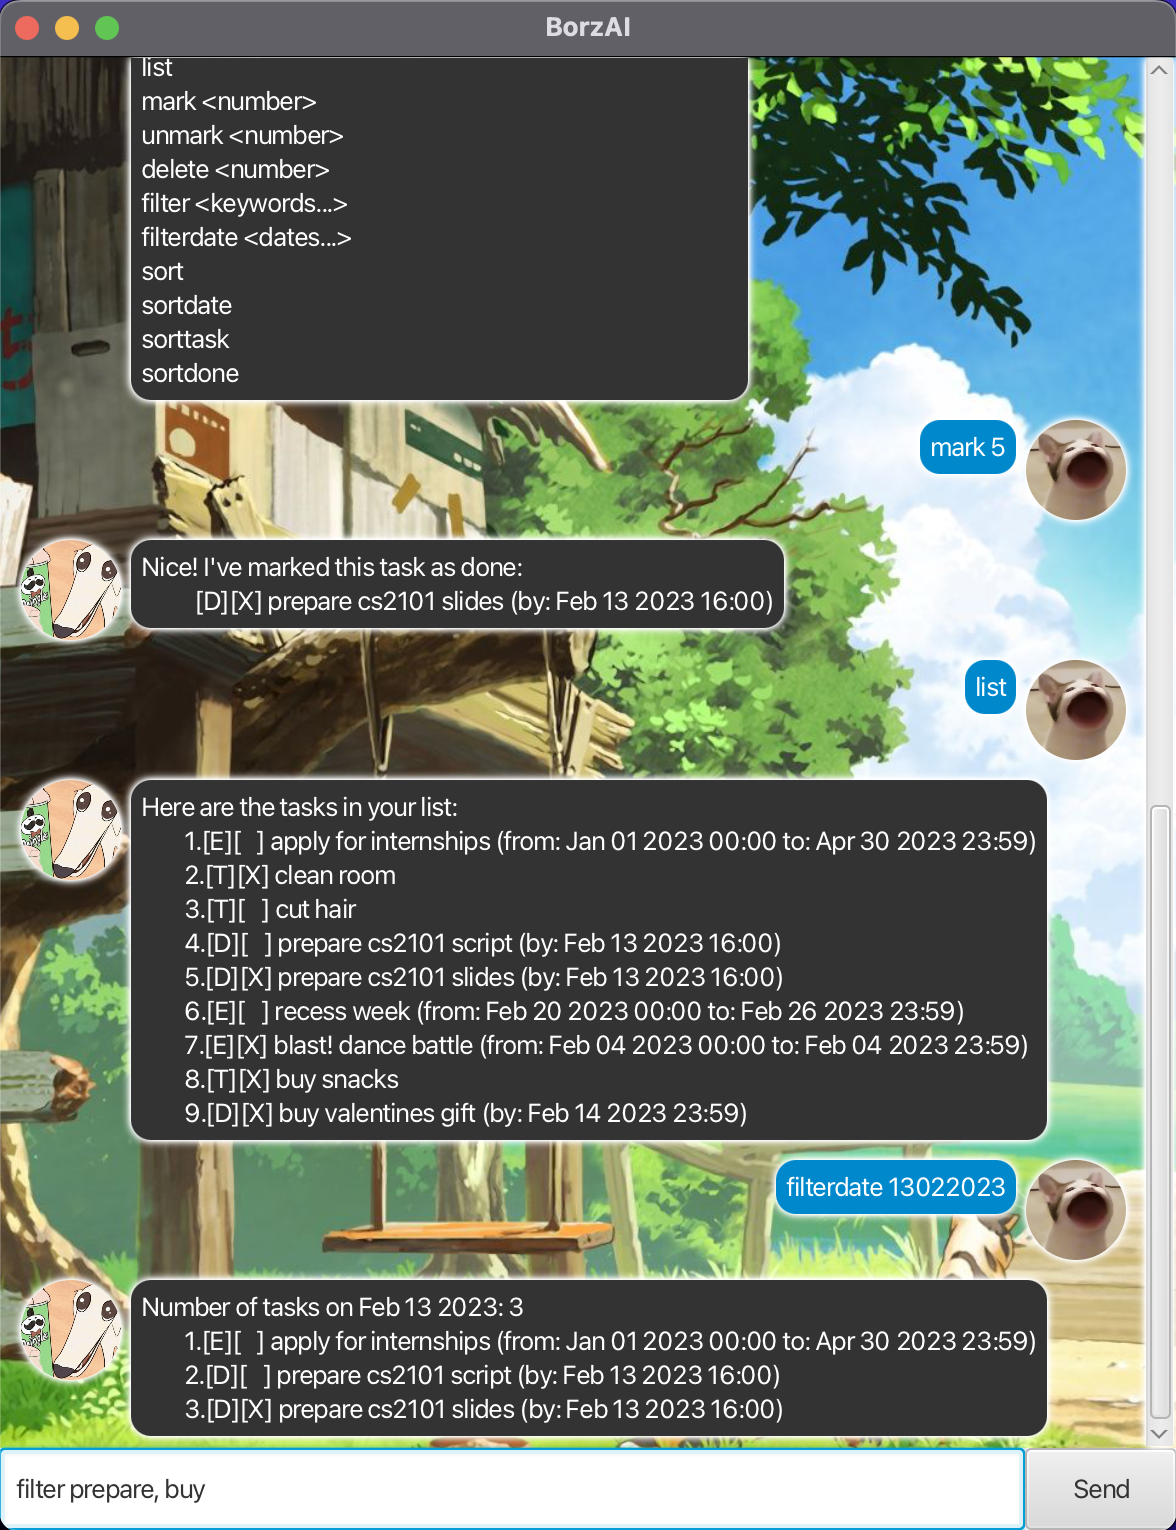 BorzAI
list
mark <number>
unmark <number>
delete <number>
filter <keywords...>
filterdate <dates...>
sort
sortdate
sorttask
sortdone
mark 5
Nice! I've marked this task as done:
[D][X] prepare cs2101 slides (by: Feb 13 2023 16:00)
list
Here are the tasks in your list:
1.[E][  ] apply for internships (from: Jan 01 2023 00:00 to: Apr 30 2023 23:59)
2.[T][X] clean room
3.[T][  ] cut hair
4.[D][  ] prepare cs2101 script (by: Feb 13 2023 16:00)
5.[D][X] prepare cs2101 slides (by: Feb 13 2023 16:00)
6.[E][  ] recess week (from: Feb 20 2023 00:00 to: Feb 26 2023 23:59)
7.[E][X] blast! dance battle (from: Feb 04 2023 00:00 to: Feb 04 2023 23:59)
8.[T][X] buy snacks
9.[D][X] buy valentines gift (by: Feb 14 2023 23:59)
filterdate 13022023
Number of tasks on Feb 13 2023: 3
1.[E][  ] apply for internships (from: Jan 01 2023 00:00 to: Apr 30 2023 23:59)
2.[D][  ] prepare cs2101 script (by: Feb 13 2023 16:00)
3.[D][X] prepare cs2101 slides (by: Feb 13 2023 16:00)
filter prepare, buy
Send